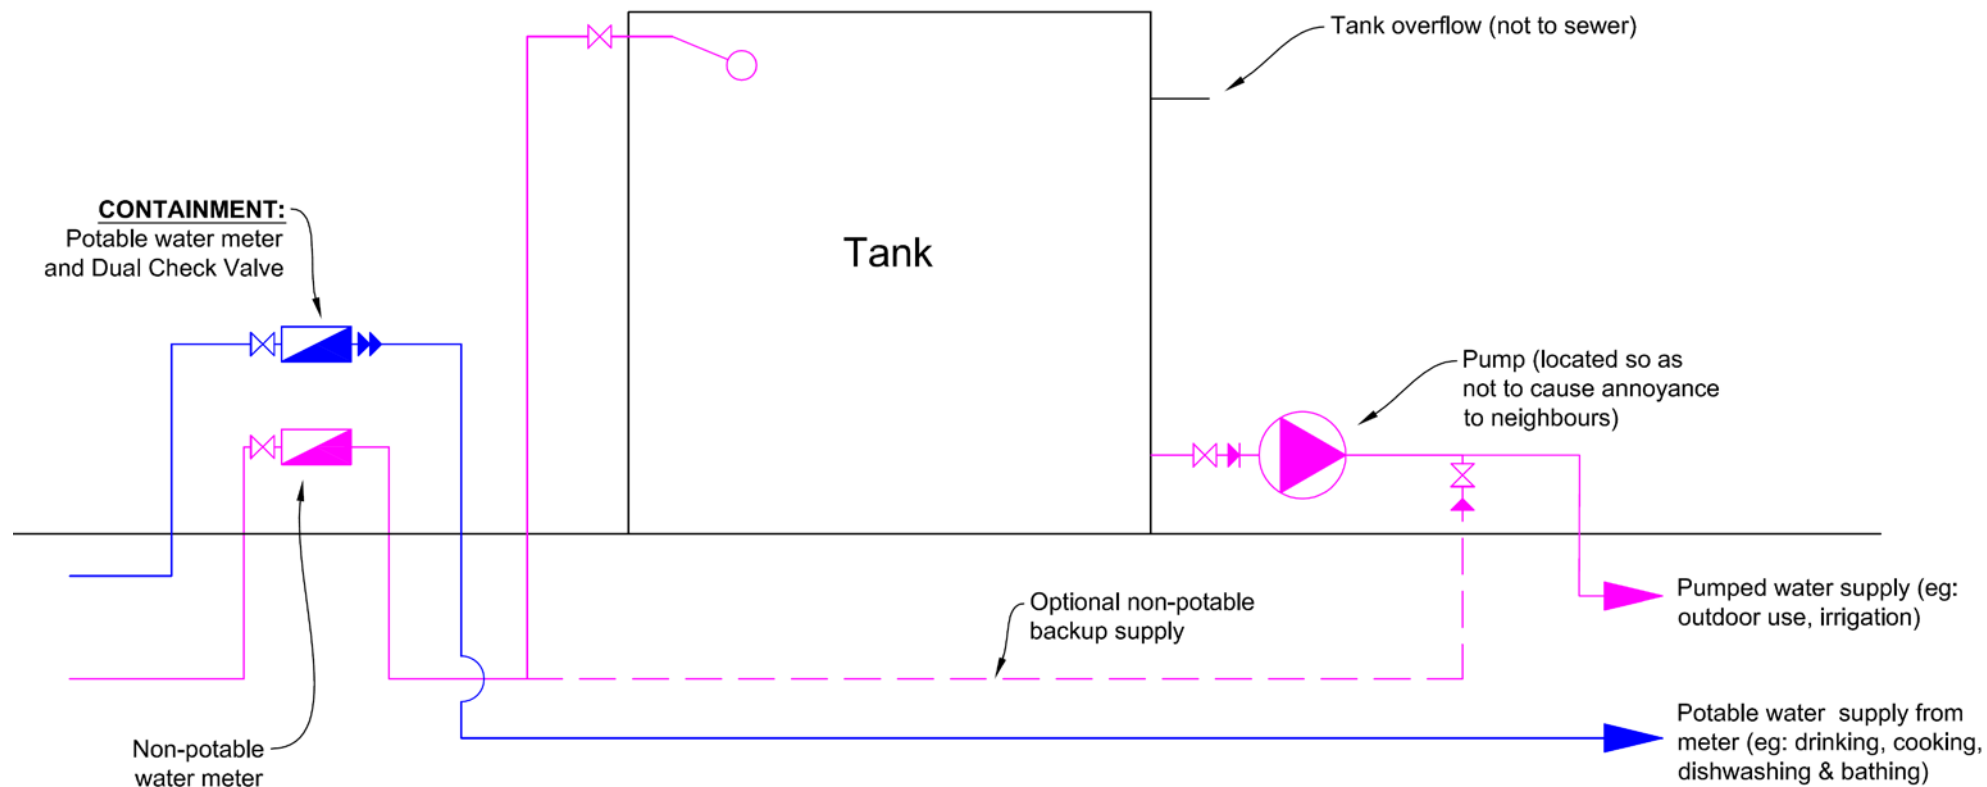 Tank overflow (not to sewer)
CONTAINMENT:
Potable water meter
and Dual Check Valve
Tank
Pump (located so as
not to cause annoyance
to neighbours)
Optional non-potable
backup supply
Pumped water supply (eg:
outdoor use, irrigation)
Non-potable
water meter
Potable water supply from
meter (eg: drinking, cooking,
dishwashing & bathing)